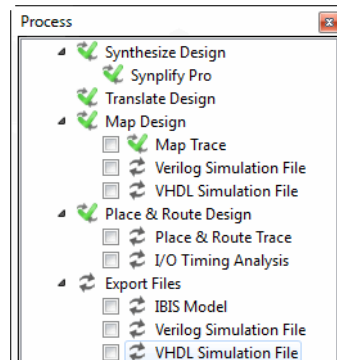 Process
Synthesize Design
Synplify Pro
Translate Design
Map Design
Map Trace
Verilog Simulation File
VHDL Simulation File
Place & Route Design
Place & Route Trace
I/O Timing Analysis
Export Files
IBIS Model
Verilog Simulation File
VHDL Simulation File